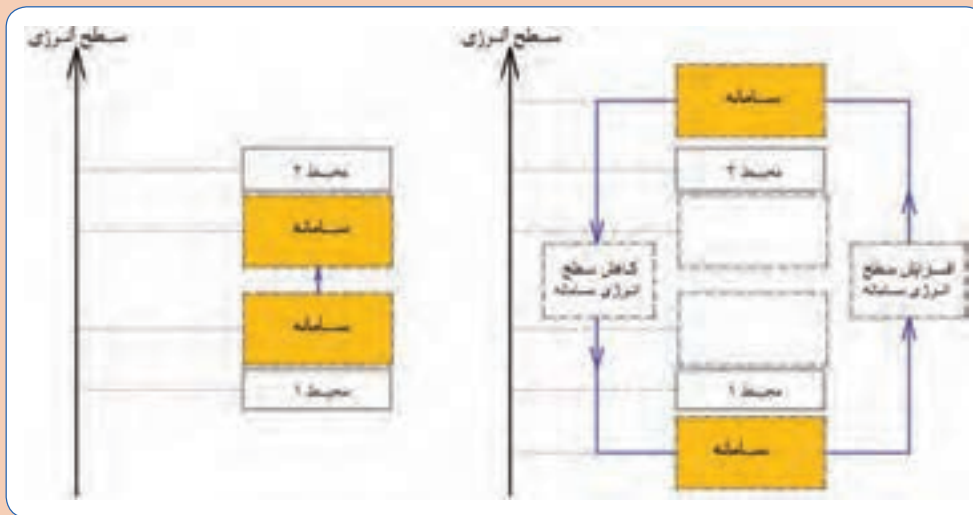 سطح انرژی
سامانه
محیط ۲
کاهش سطح
انرژی سامانه
افزایش سطح
انرژی سامانه
محیط ۱
سامانه
سطح انرژی
محیط ۲
سامانه
سامانه
محیط ۱